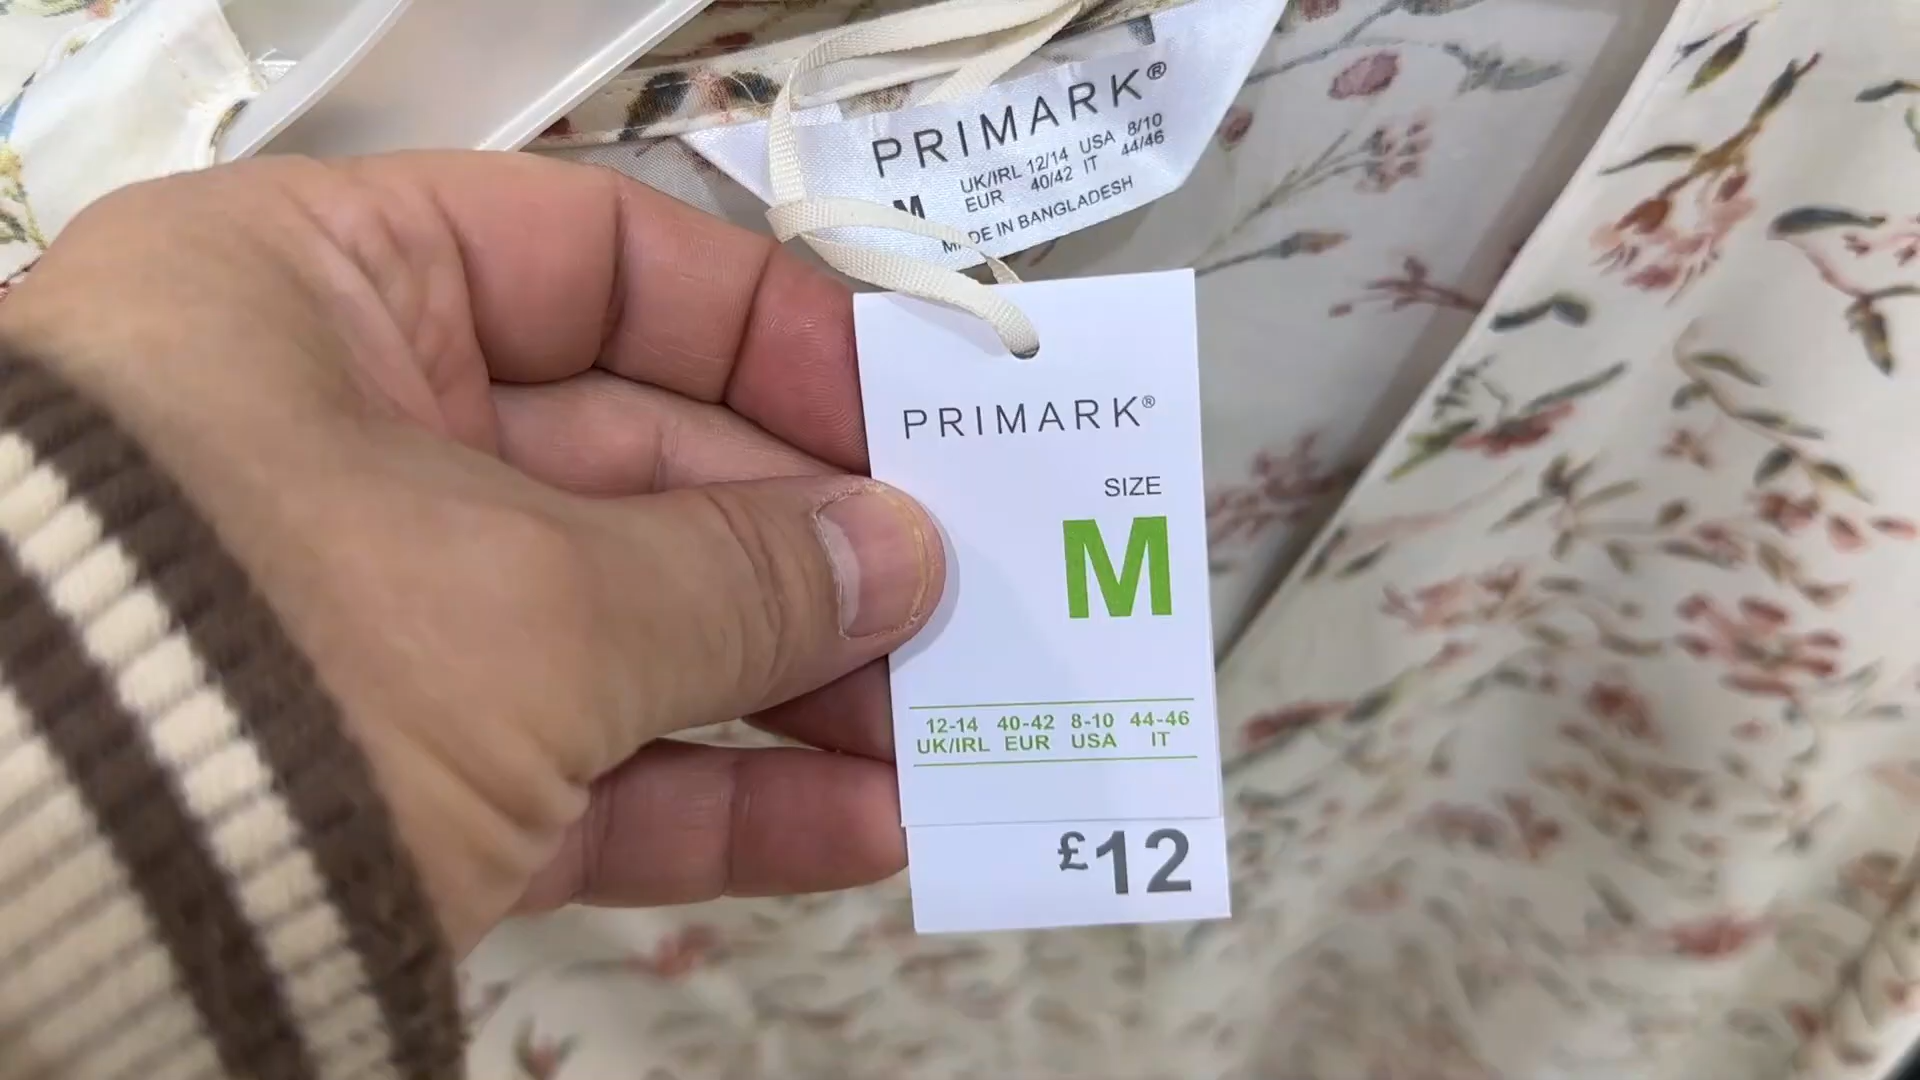 PRIMARK®
UK/IRL 12/14 USA 8/10
M EUR 40/42 IT 44/46
MADE IN BANGLADESH
PRIMARK®
SIZE
M
12-14 40-42 8-10 44-46
UK/IRL EUR USA IT
£12